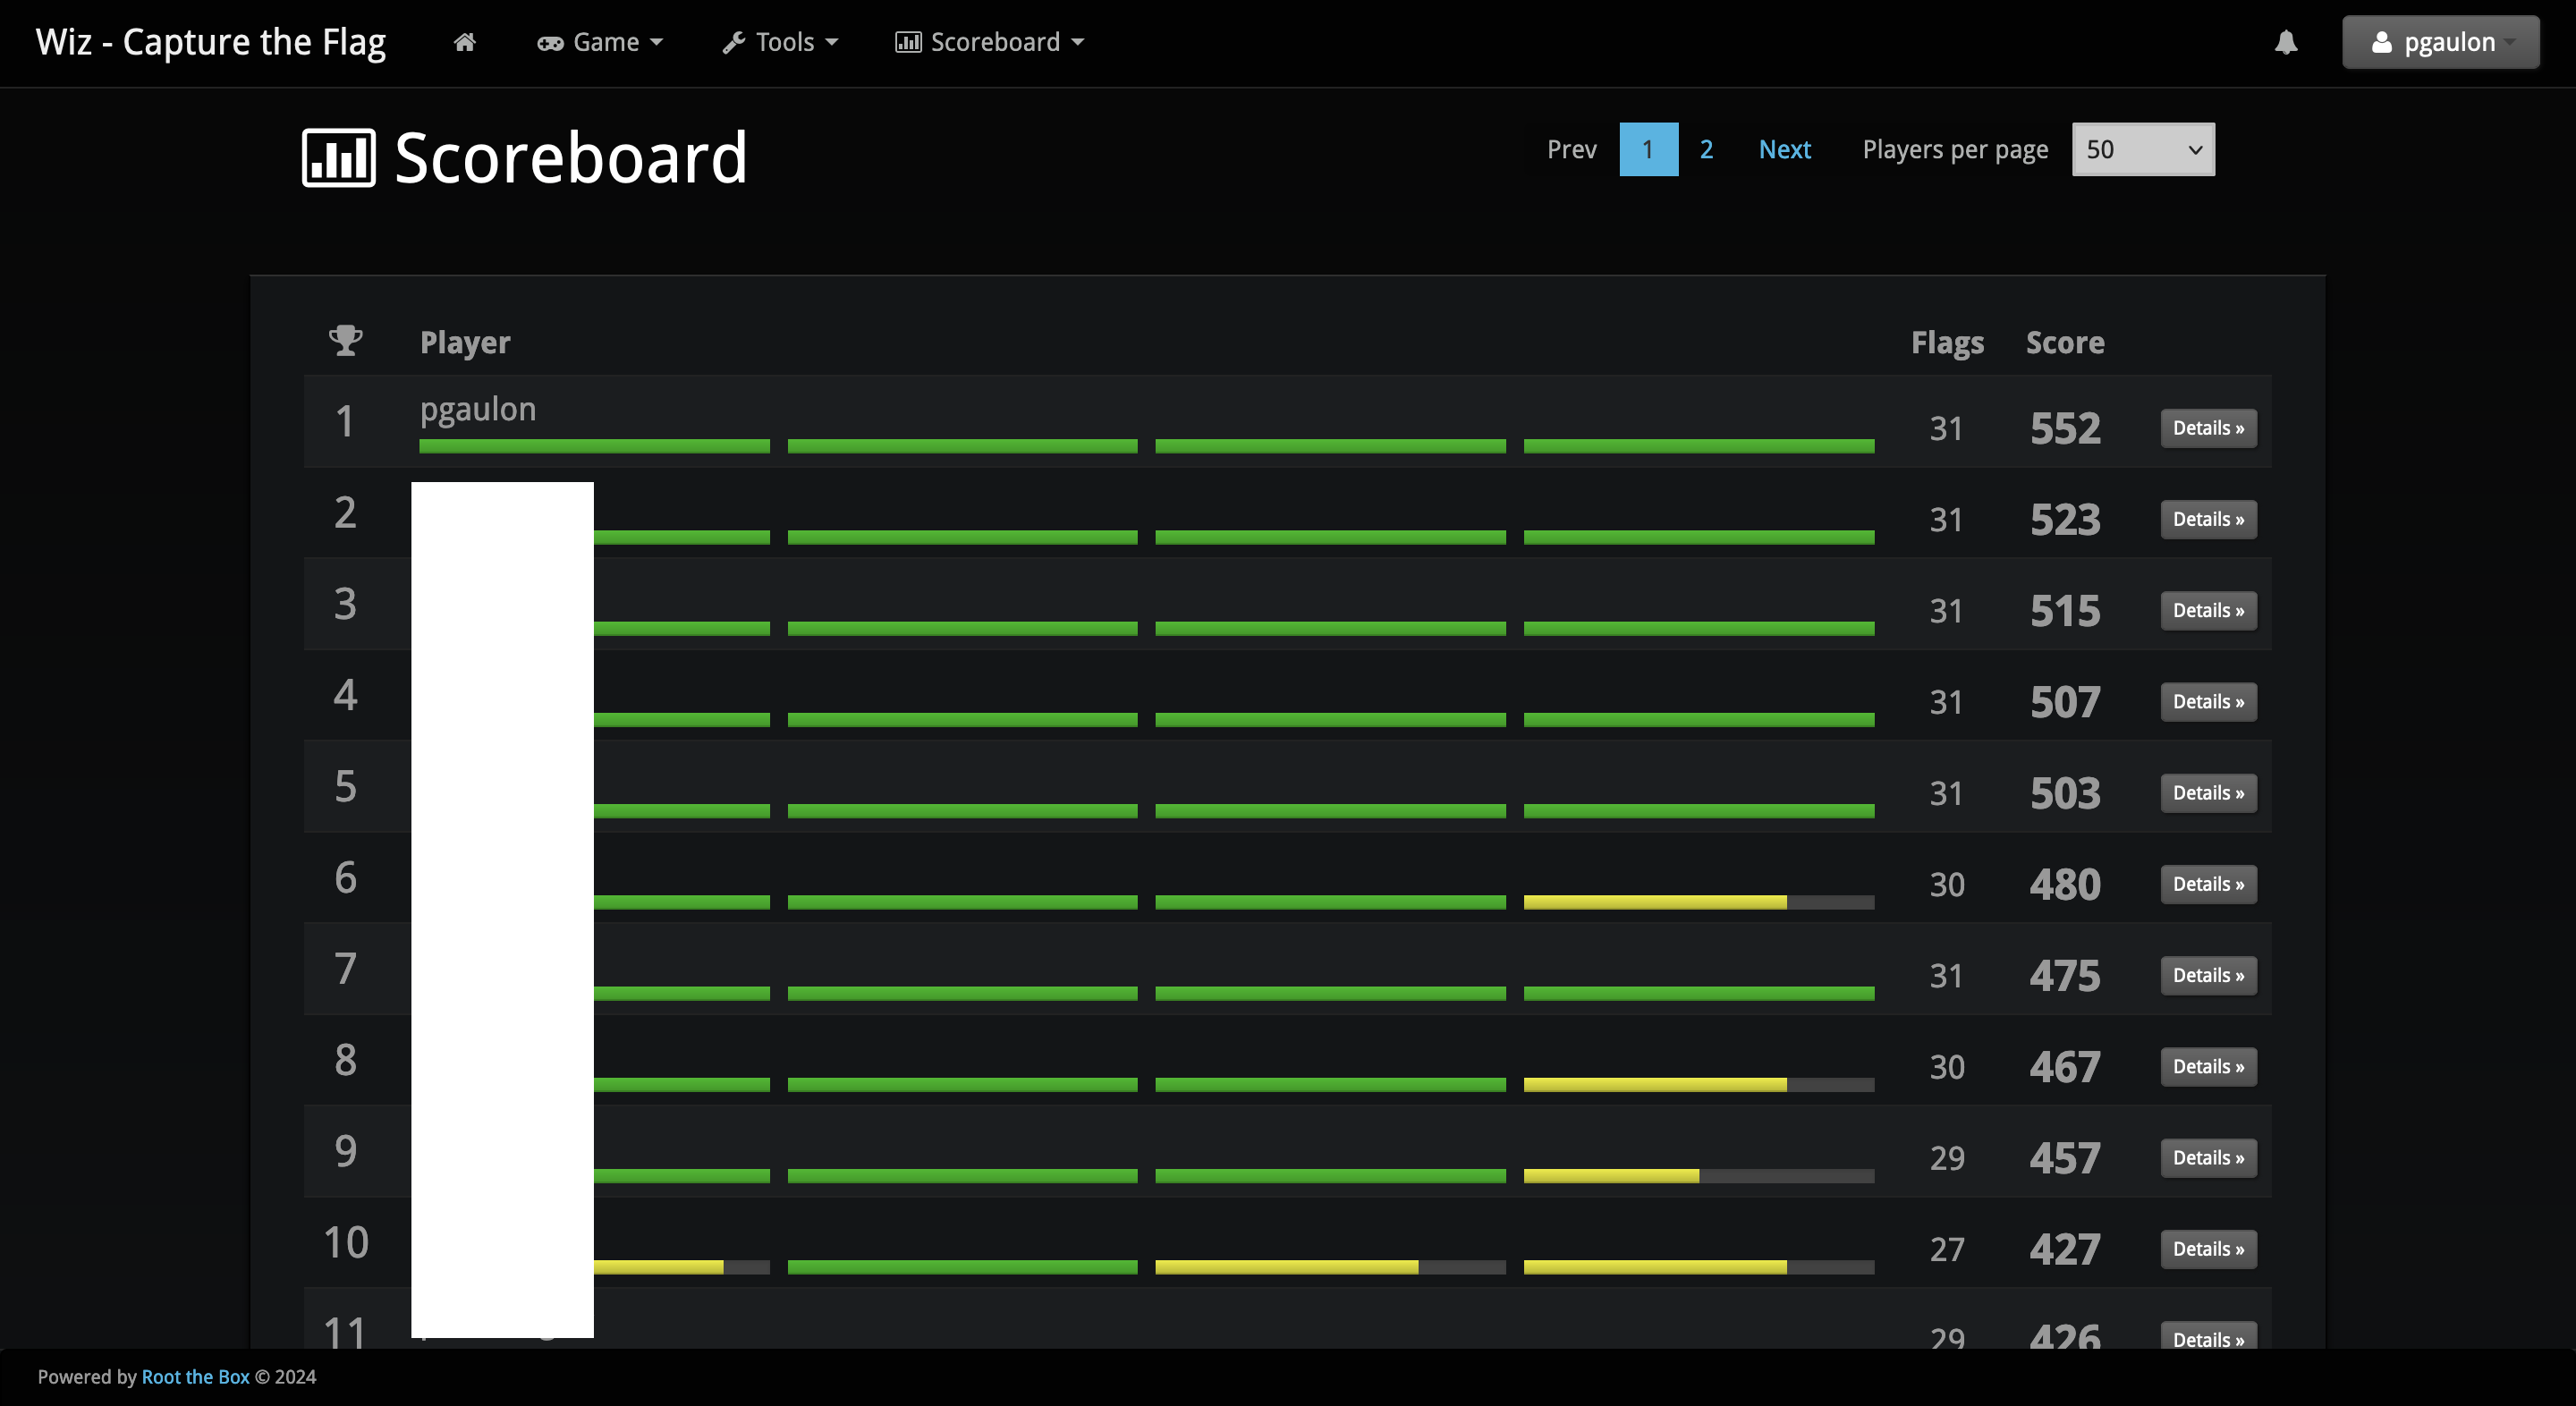 Wiz - Capture the Flag Game Tools Scoreboard pgaulon
Scoreboard Prev 1 2 Next Players per page 50
Player Flags Score
1 pgaulon 31 552 Details »
2 31 523 Details »
3 31 515 Details »
4 31 507 Details »
5 31 503 Details »
6 30 480 Details »
7 31 475 Details »
8 30 467 Details »
9 29 457 Details »
10 27 427 Details »
11 29 426 Details »
Powered by Root the Box © 2024